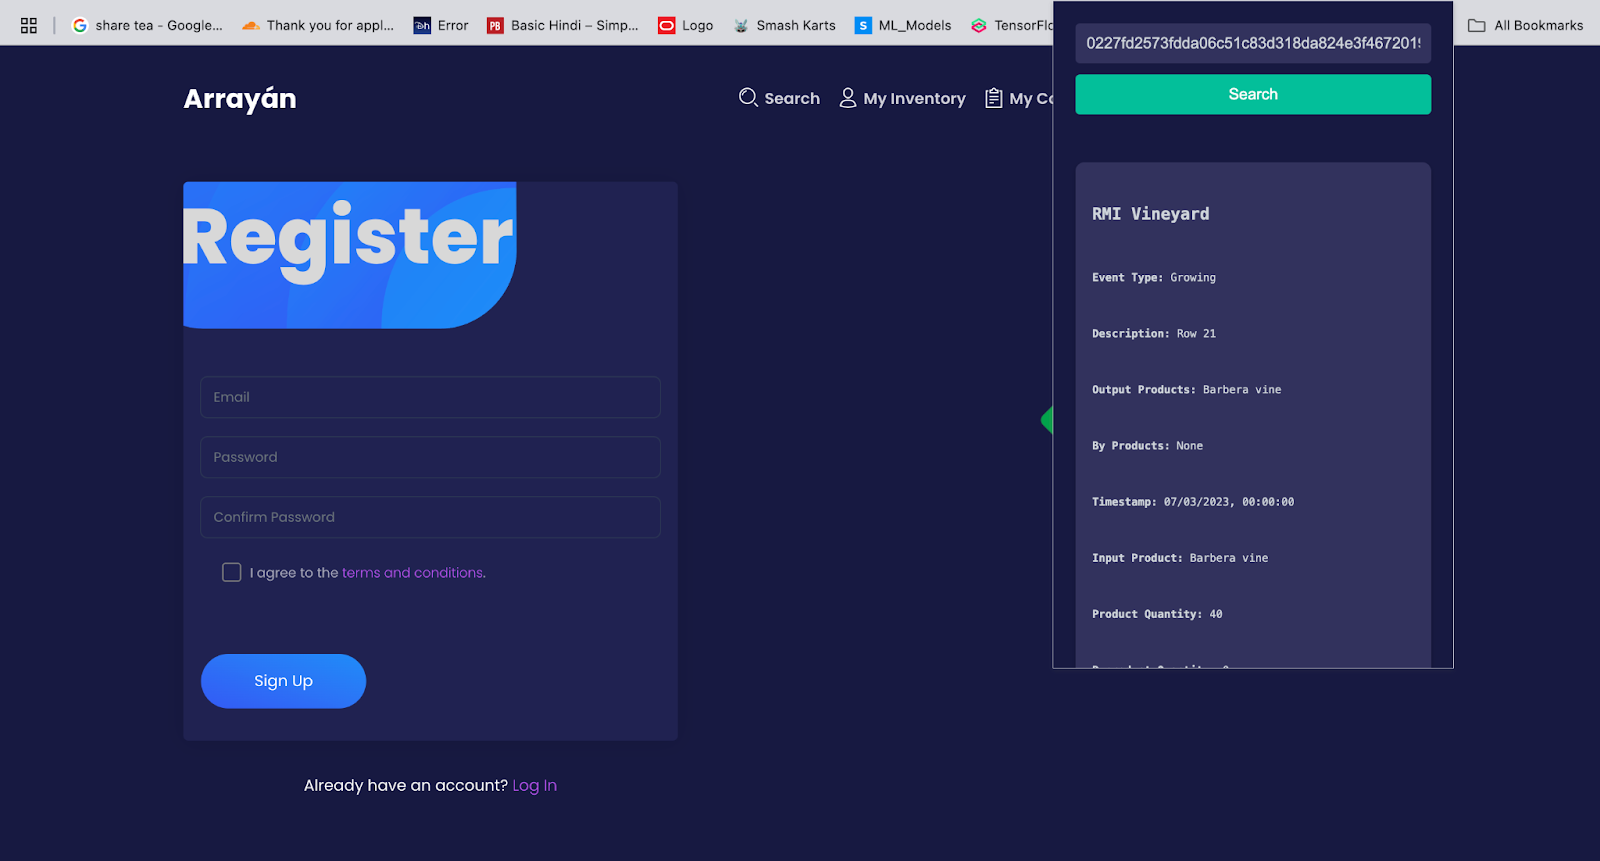 share tea - Google...
Thank you for appl...
Error
Basic Hindi – Simp...
Logo
Smash Karts
ML_Models
TensorFlo
All Bookmarks
Arrayán
Search
My Inventory
My Co
Register
Email
Password
Confirm Password
I agree to the terms and conditions.
Sign Up
Already have an account? Log In
0227fd2573fdda06c51c83d318da824e3f4672019
Search
RMI Vineyard
Event Type: Growing
Description: Row 21
Output Products: Barbera vine
By Products: None
Timestamp: 07/03/2023, 00:00:00
Input Product: Barbera vine
Product Quantity: 40